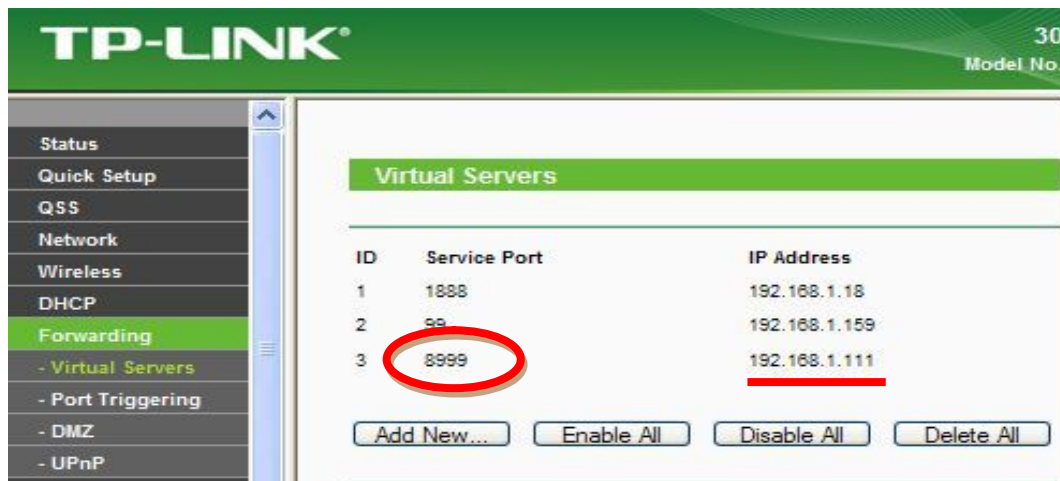 TP-LINK®
30
Model No.
Status
Quick Setup
QSS
Network
Wireless
DHCP
Forwarding
- Virtual Servers
- Port Triggering
- DMZ
- UPnP
Virtual Servers
ID Service Port IP Address
1 1888 192.168.1.18
2 99 192.168.1.159
3 8999 192.168.1.111
Add New... Enable All Disable All Delete All